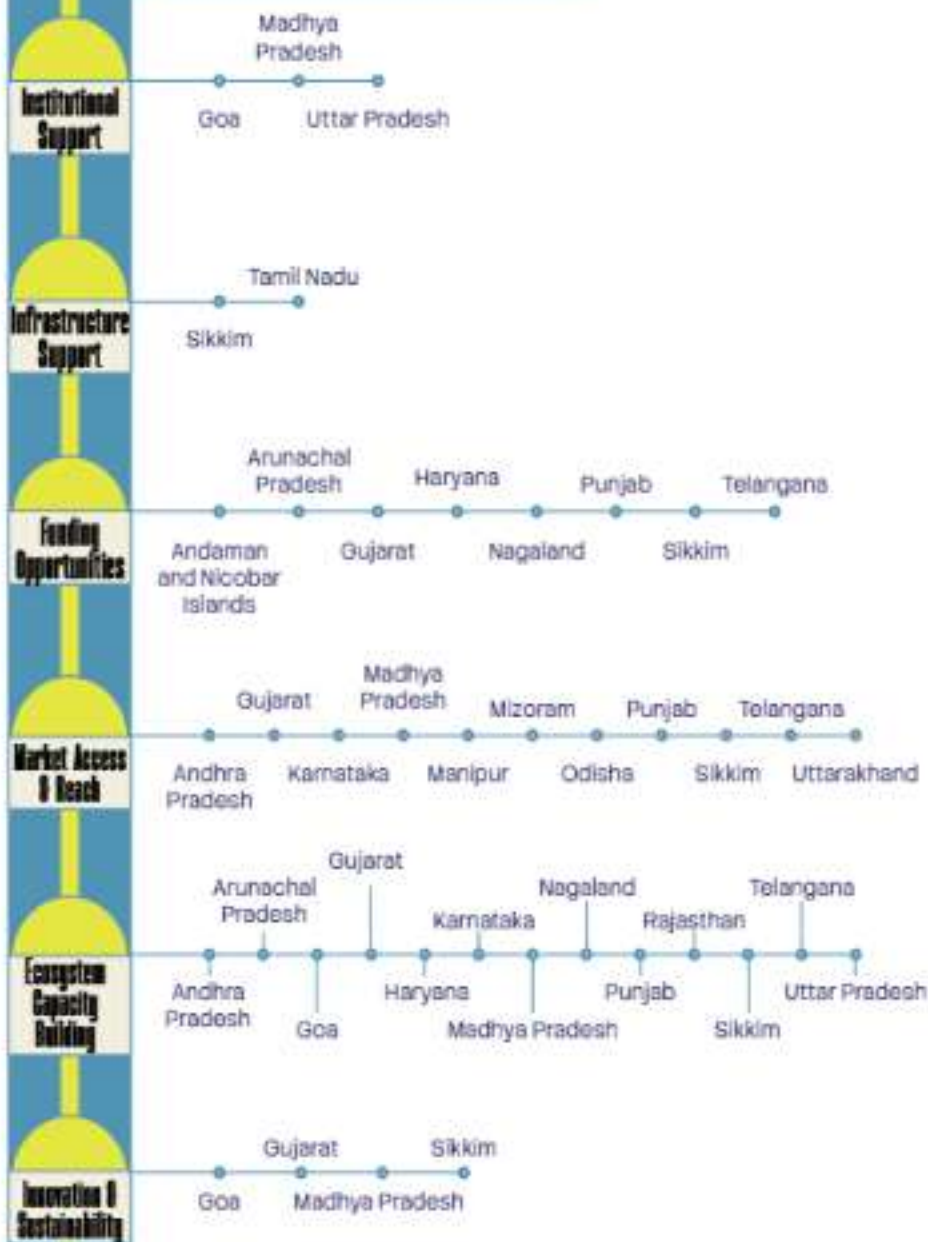 Madhya
Pradesh
Institutional
Support
Goa
Uttar Pradesh
Tamil Nadu
Infrastructure
Support
Sikkim
Arunachal
Pradesh
Haryana
Punjab
Telangana
Funding
Opportunities
Andaman
and Nicobar
Islands
Gujarat
Nagaland
Sikkim
Gujarat
Madhya
Pradesh
Mizoram
Punjab
Telangana
Market Access
& Reach
Andhra
Pradesh
Karnataka
Manipur
Odisha
Sikkim
Uttarakhand
Arunachal
Pradesh
Gujarat
Karnataka
Nagaland
Rajasthan
Telangana
Ecosystem
Capacity
Building
Andhra
Pradesh
Goa
Haryana
Madhya Pradesh
Punjab
Sikkim
Uttar Pradesh
Gujarat
Sikkim
Innovation &
Sustainability
Goa
Madhya Pradesh